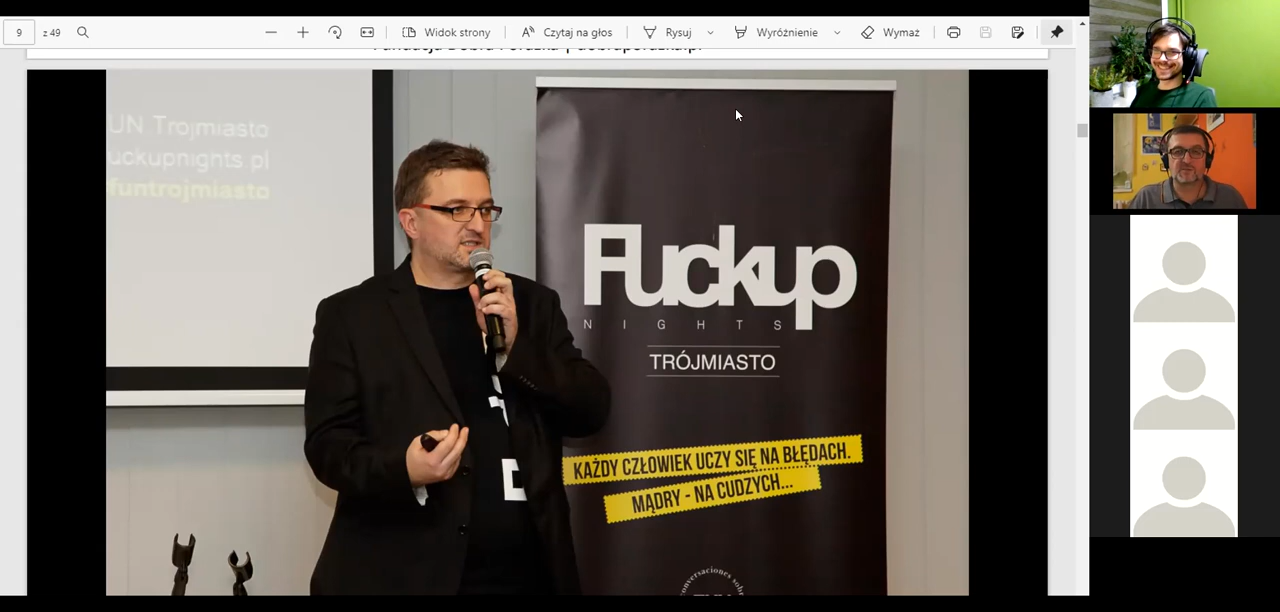 9 z 49 Widok strony Czytaj na głos Rysuj Wyróżnienie Wymaż
UN Trójmiasto
uckupnights.pl
funtrojmiasto
Fuckup
NIGHTS
TRÓJMIASTO
KAŻDY CZŁOWIEK UCZY SIĘ NA BŁĘDACH.
MĄDRY - NA CUDZYCH...